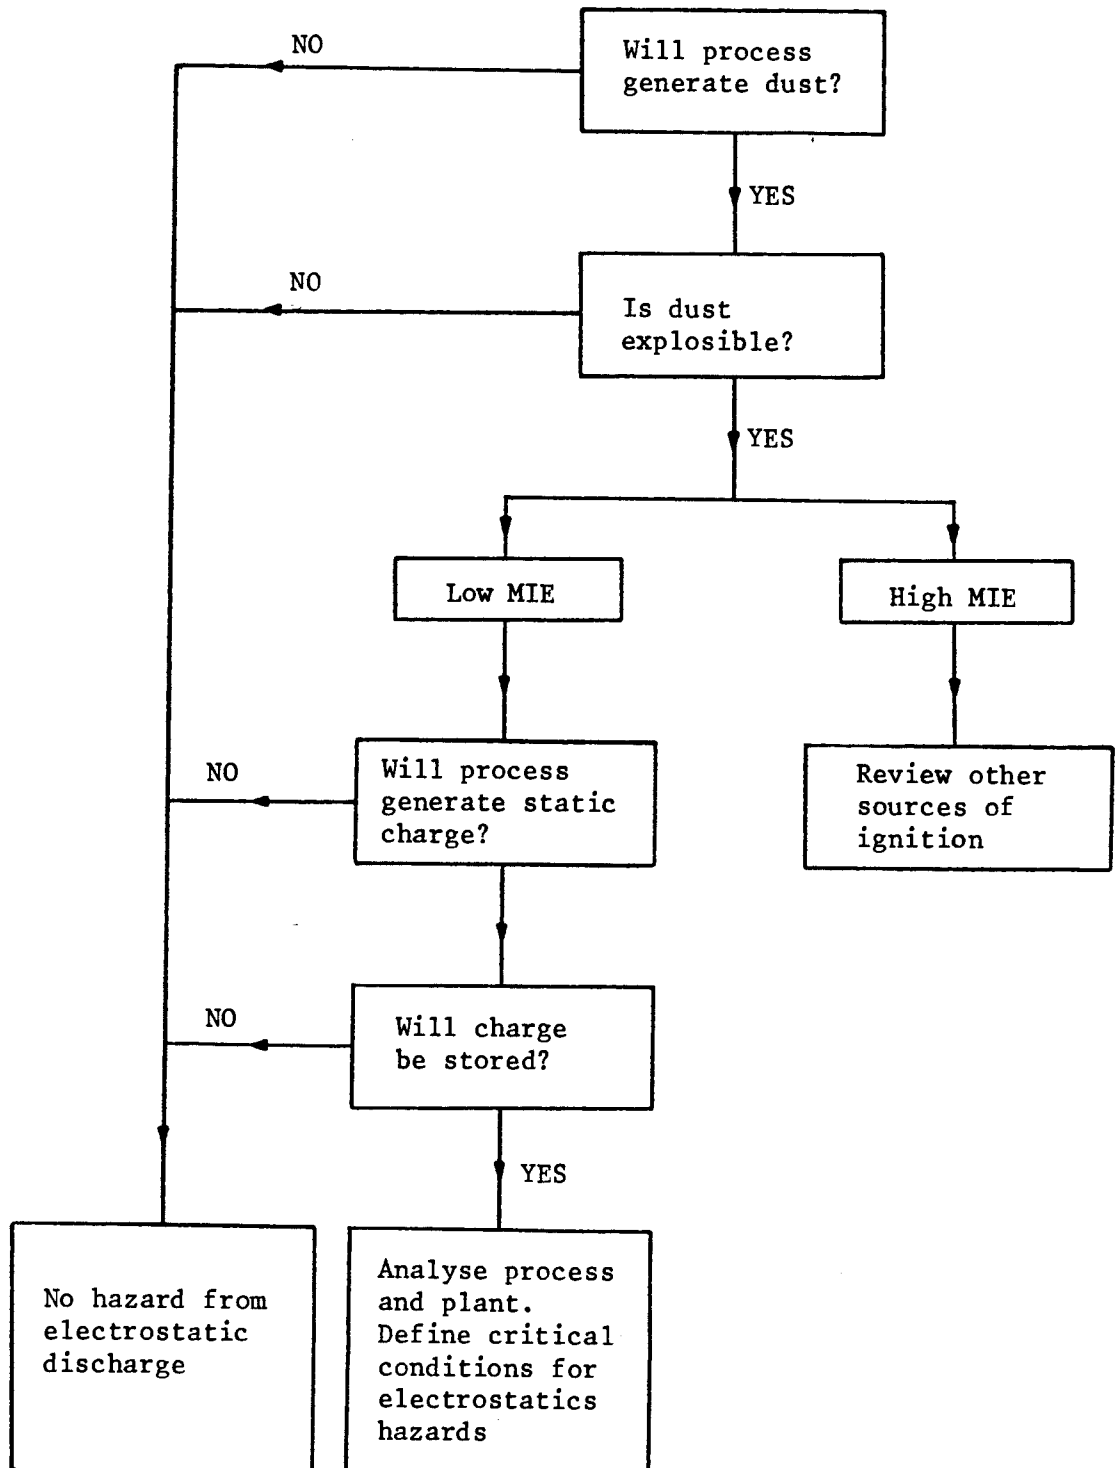 NO
Will process
generate dust?
YES
NO
Is dust
explosible?
YES
Low MIE
High MIE
NO
Will process
generate static
charge?
Review other
sources of
ignition
NO
Will charge
be stored?
YES
No hazard from
electrostatic
discharge
Analyse process
and plant.
Define critical
conditions for
electrostatics
hazards